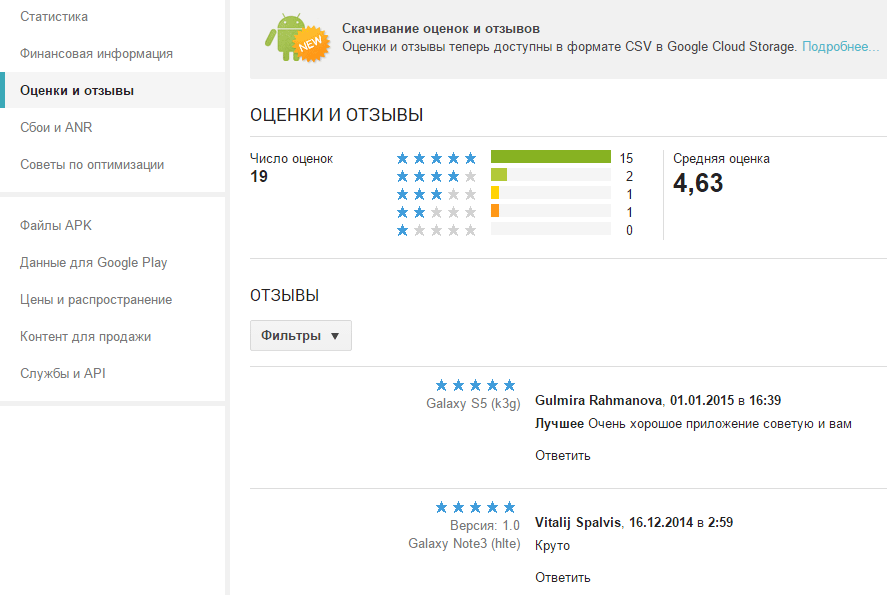 Статистика
Финансовая информация
Оценки и отзывы
Сбои и ANR
Советы по оптимизации
Файлы APK
Данные для Google Play
Цены и распространение
Контент для продажи
Службы и API
NEW
Скачивание оценок и отзывов
Оценки и отзывы теперь доступны в формате CSV в Google Cloud Storage. Подробнее...
ОЦЕНКИ И ОТЗЫВЫ
Число оценок
19
15
2
1
1
0
Средняя оценка
4,63
ОТЗЫВЫ
Фильтры
Galaxy S5 (k3g)
Gulmira Rahmanova, 01.01.2015 в 16:39
Лучшее Очень хорошое приложение советую и вам
Ответить
Версия: 1.0
Galaxy Note3 (hlte)
Vitalij Spalvis, 16.12.2014 в 2:59
Круто
Ответить